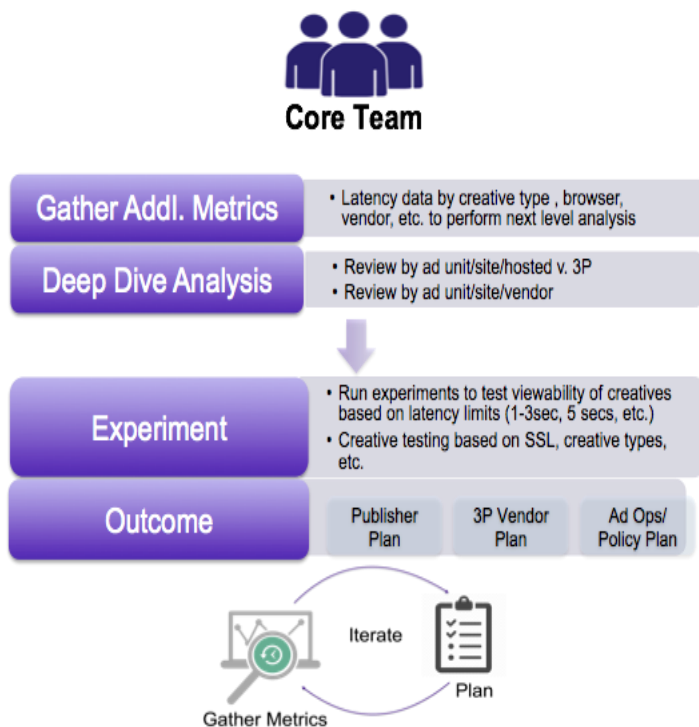 Core Team
Gather Addl. Metrics
• Latency data by creative type , browser,
vendor, etc. to perform next level analysis
Deep Dive Analysis
• Review by ad unit/site/hosted v. 3P
• Review by ad unit/site/vendor
Experiment
• Run experiments to test viewability of creatives
based on latency limits (1-3sec, 5 secs, etc.)
• Creative testing based on SSL, creative types,
etc.
Outcome
Publisher
Plan
3P Vendor
Plan
Ad Ops/
Policy Plan
Iterate
Gather Metrics
Plan